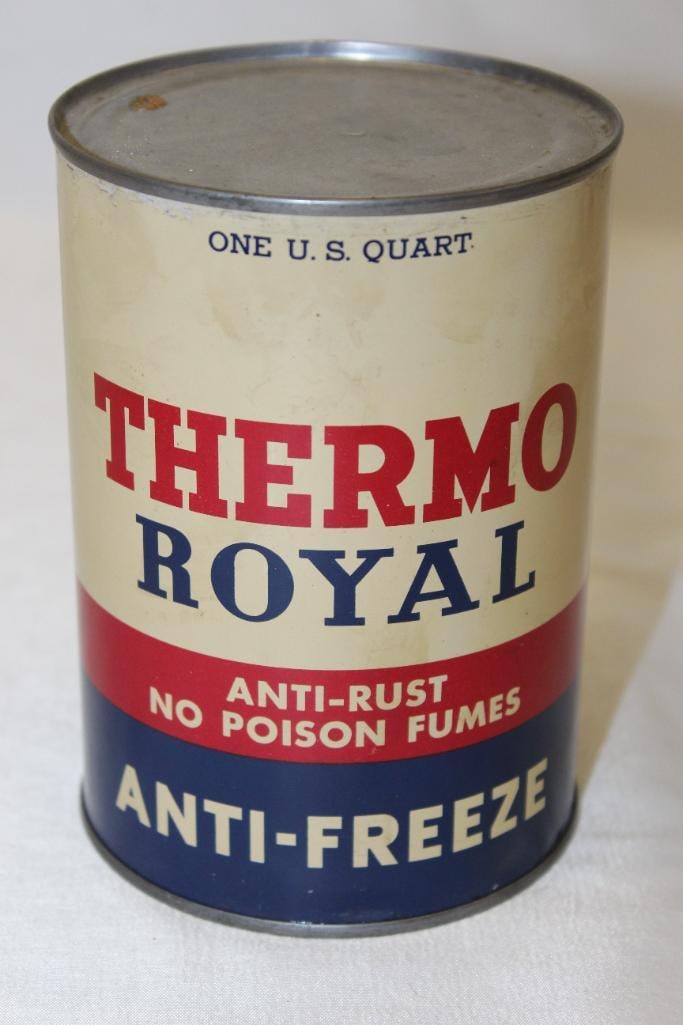 ONE U.S. QUART
THERMO
ROYAL
ANTI-RUST
NO POISON FUMES
ANTI-FREEZE